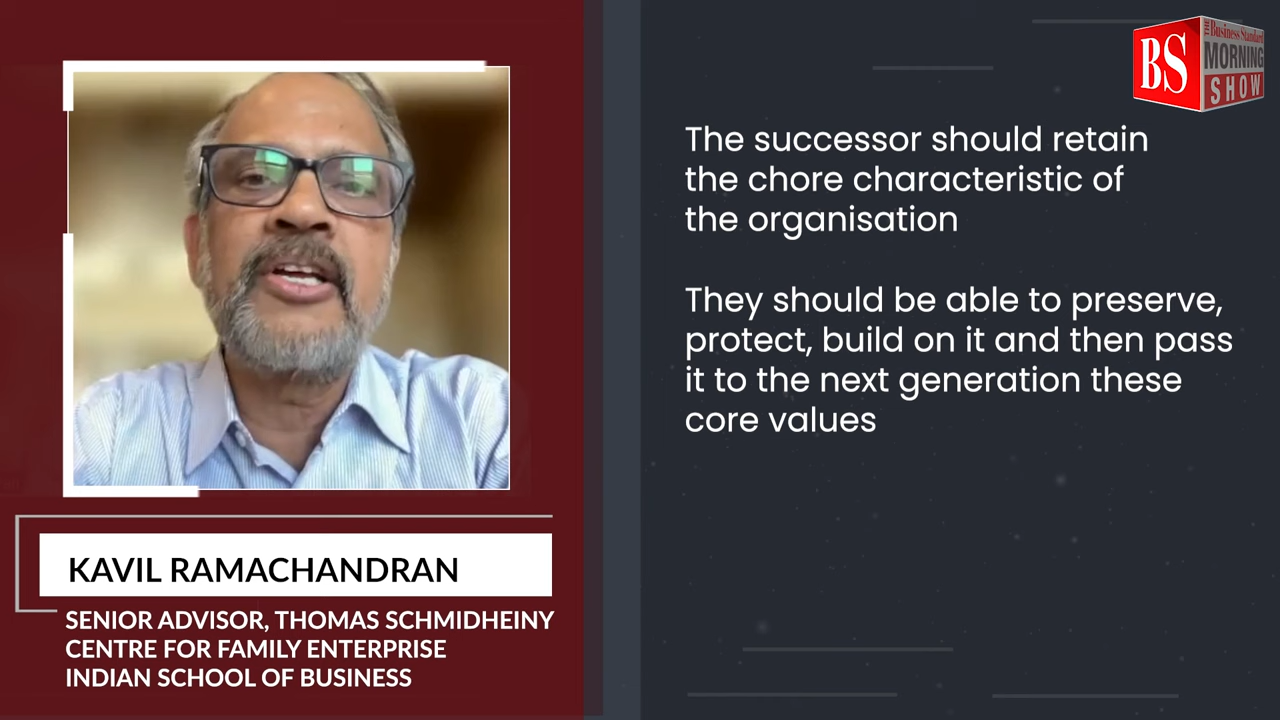 BS
The Business Standard
MORNING
SHOW
The successor should retain
the chore characteristic of
the organisation
They should be able to preserve,
protect, build on it and then pass
it to the next generation these
core values
KAVIL RAMACHANDRAN
SENIOR ADVISOR, THOMAS SCHMIDHEINY
CENTRE FOR FAMILY ENTERPRISE
INDIAN SCHOOL OF BUSINESS